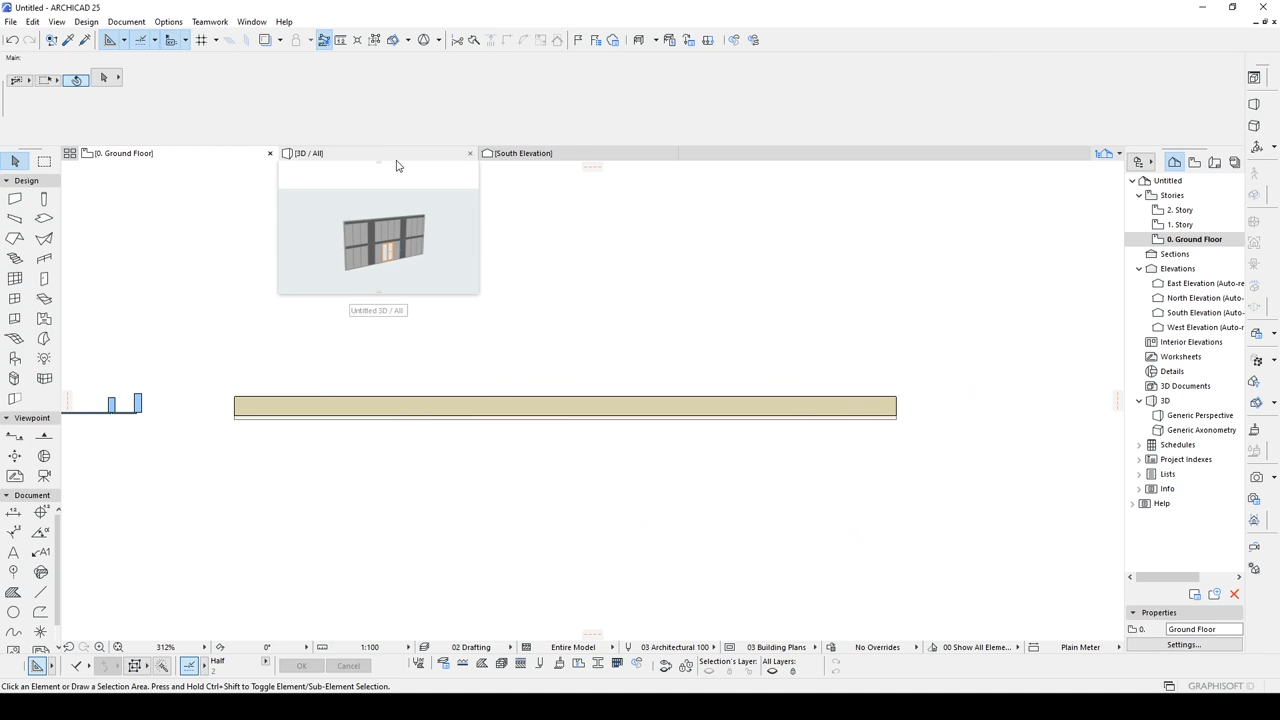 Untitled - ARCHICAD 25
File Edit View Design Document Options Teamwork Window Help
Main:
[0. Ground Floor]
[3D / All]
[South Elevation]
Design
Untitled 3D / All
Viewpoint
Document
A1
A
Untitled
Stories
2. Story
1. Story
0. Ground Floor
Sections
Elevations
East Elevation (Auto-re
North Elevation (Auto-
South Elevation (Auto-
West Elevation (Auto-r
Interior Elevations
Worksheets
Details
3D Documents
3D
Generic Perspective
Generic Axonometry
Schedules
Project Indexes
Lists
Info
Help
Properties
0. Ground Floor
Settings...
312% 0° 1:100 02 Drafting Entire Model 03 Architectural 100 03 Building Plans No Overrides 00 Show All Eleme... Plain Meter
Half
2
OK Cancel
Selection's Layer: All Layers:
Click an Element or Draw a Selection Area. Press and Hold Ctrl+Shift to Toggle Element/Sub-Element Selection.
GRAPHISOFT ID